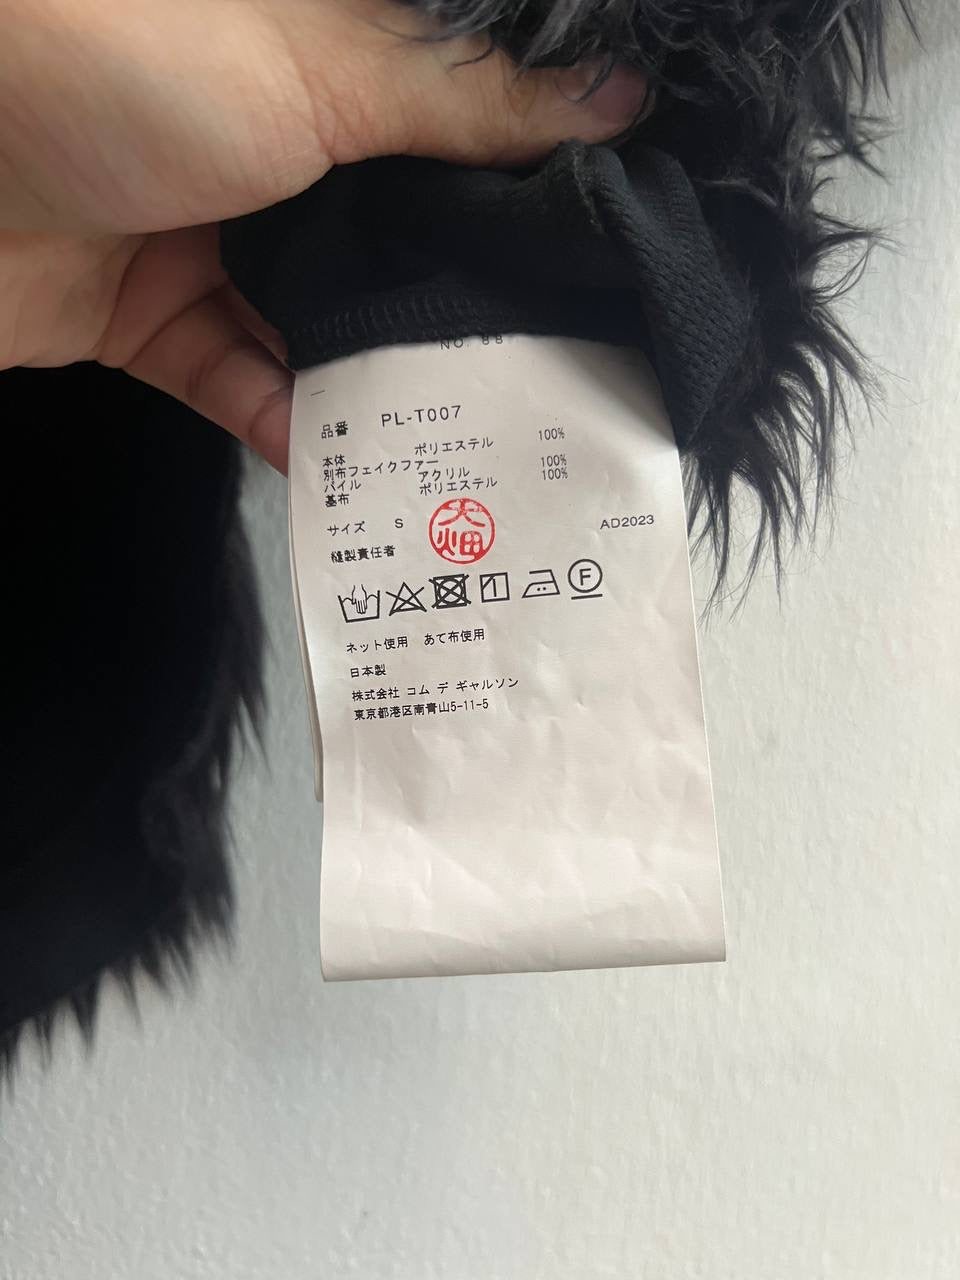 NO. BB
品番 PL-T007
本体 ポリエステル 100%
別布フェイクファー
パイル アクリル 100%
基布 ポリエステル 100%
サイズ S AD2023
縫製責任者 大畑
1 F
ネット使用 あて布使用
日本製
株式会社 コム デ ギャルソン
東京都港区南青山5-11-5